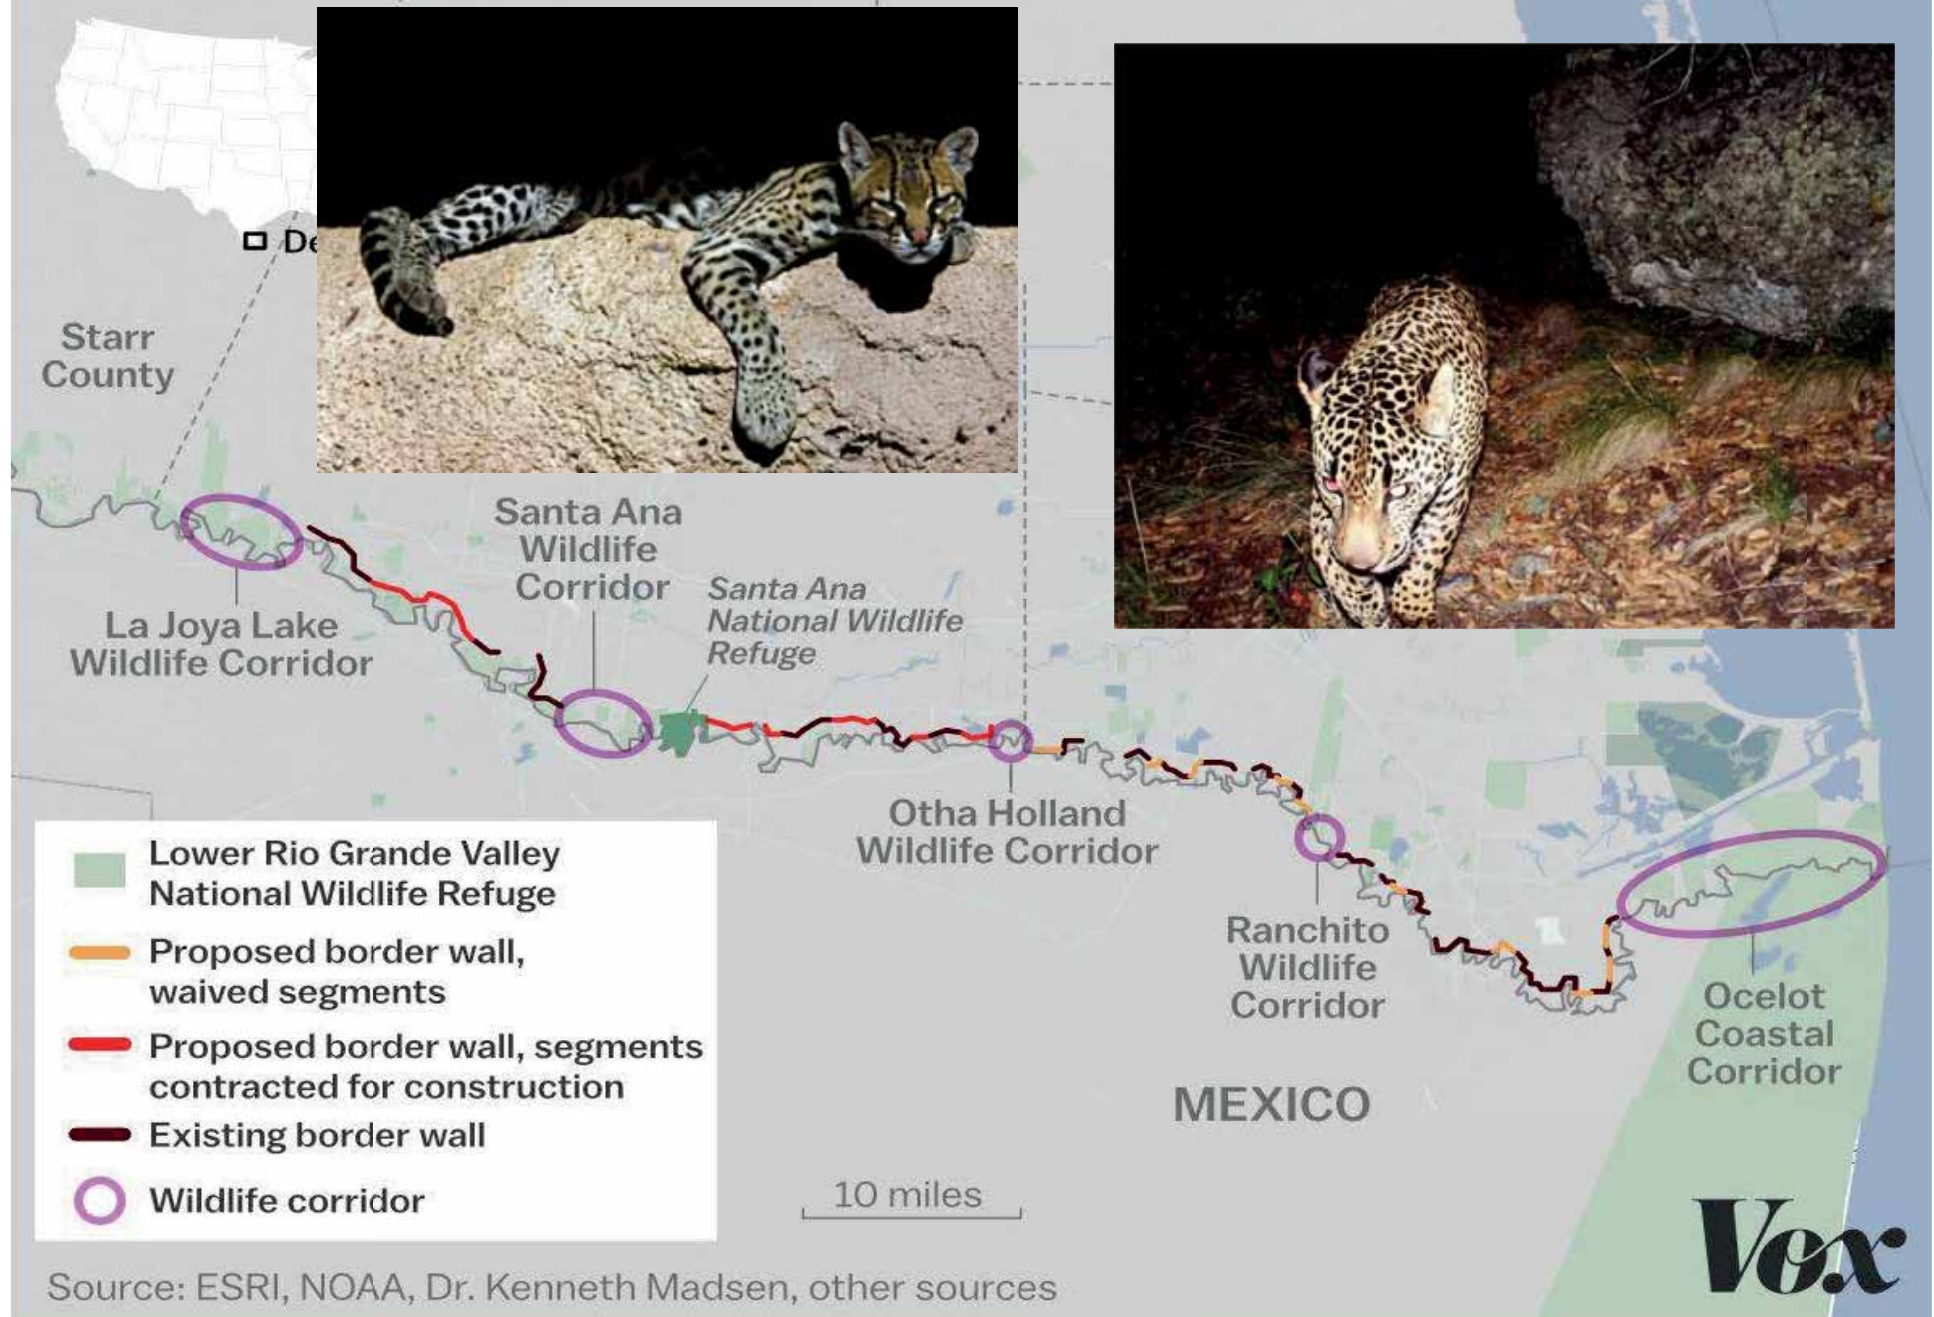 De
Starr
County
Santa Ana
Wildlife
Corridor
Santa Ana
National Wildlife
Refuge
La Joya Lake
Wildlife Corridor
Otha Holland
Wildlife Corridor
Ranchito
Wildlife
Corridor
Ocelot
Coastal
Corridor
MEXICO
Lower Rio Grande Valley
National Wildlife Refuge
Proposed border wall,
waived segments
Proposed border wall, segments
contracted for construction
Existing border wall
Wildlife corridor
10 miles
Vox
Source: ESRI, NOAA, Dr. Kenneth Madsen, other sources